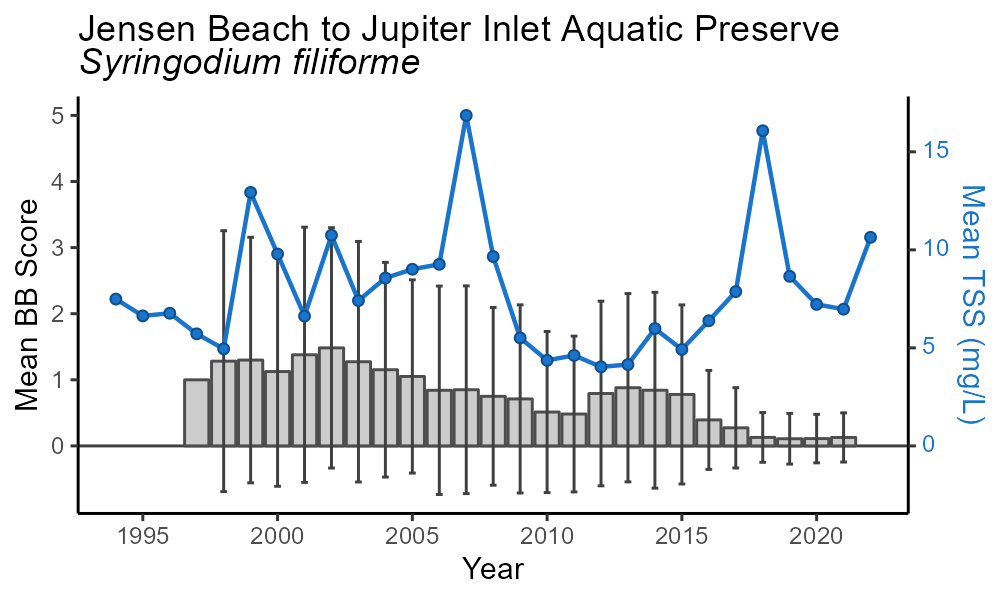 Jensen Beach to Jupiter Inlet Aquatic Preserve
Syringodium filiforme
5
4
3
2
1
0
Mean BB Score
15
10
5
0
Mean TSS (mg/L)
1995 2000 2005 2010 2015 2020
Year